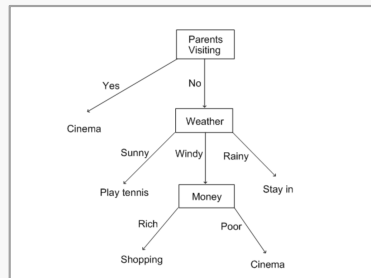 Parents
Visiting
Yes
No
Cinema
Weather
Sunny
Windy
Rainy
Play tennis
Money
Stay in
Rich
Poor
Shopping
Cinema